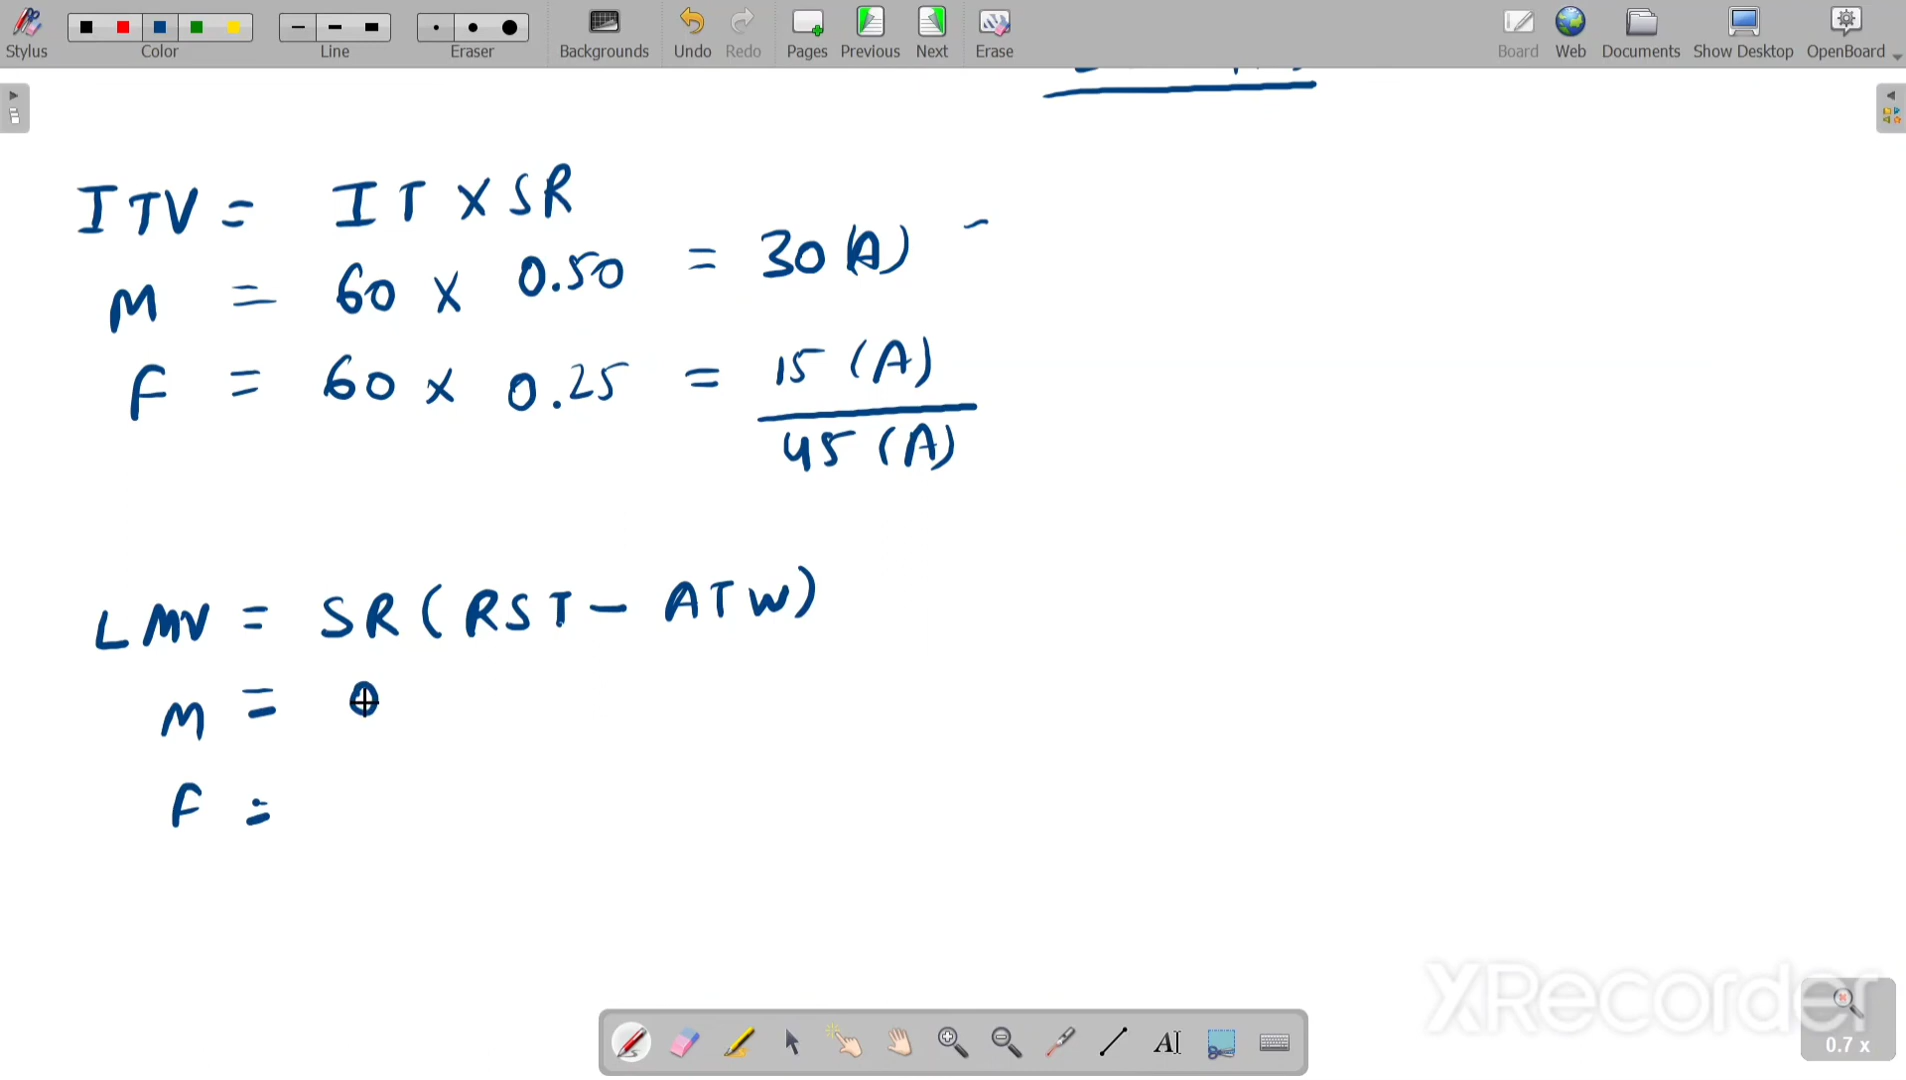 Stylus Color Line Eraser Backgrounds Undo Redo Pages Previous Next Erase Board Web Documents Show Desktop OpenBoard
ITV = IT X SR
M = 60 x 0.50 = 30 (A) -
F = 60 x 0.25 = 15 (A)
45 (A)
LMV = SR ( RST - ATW)
M = 0
F =
XRecorder
0.7 x